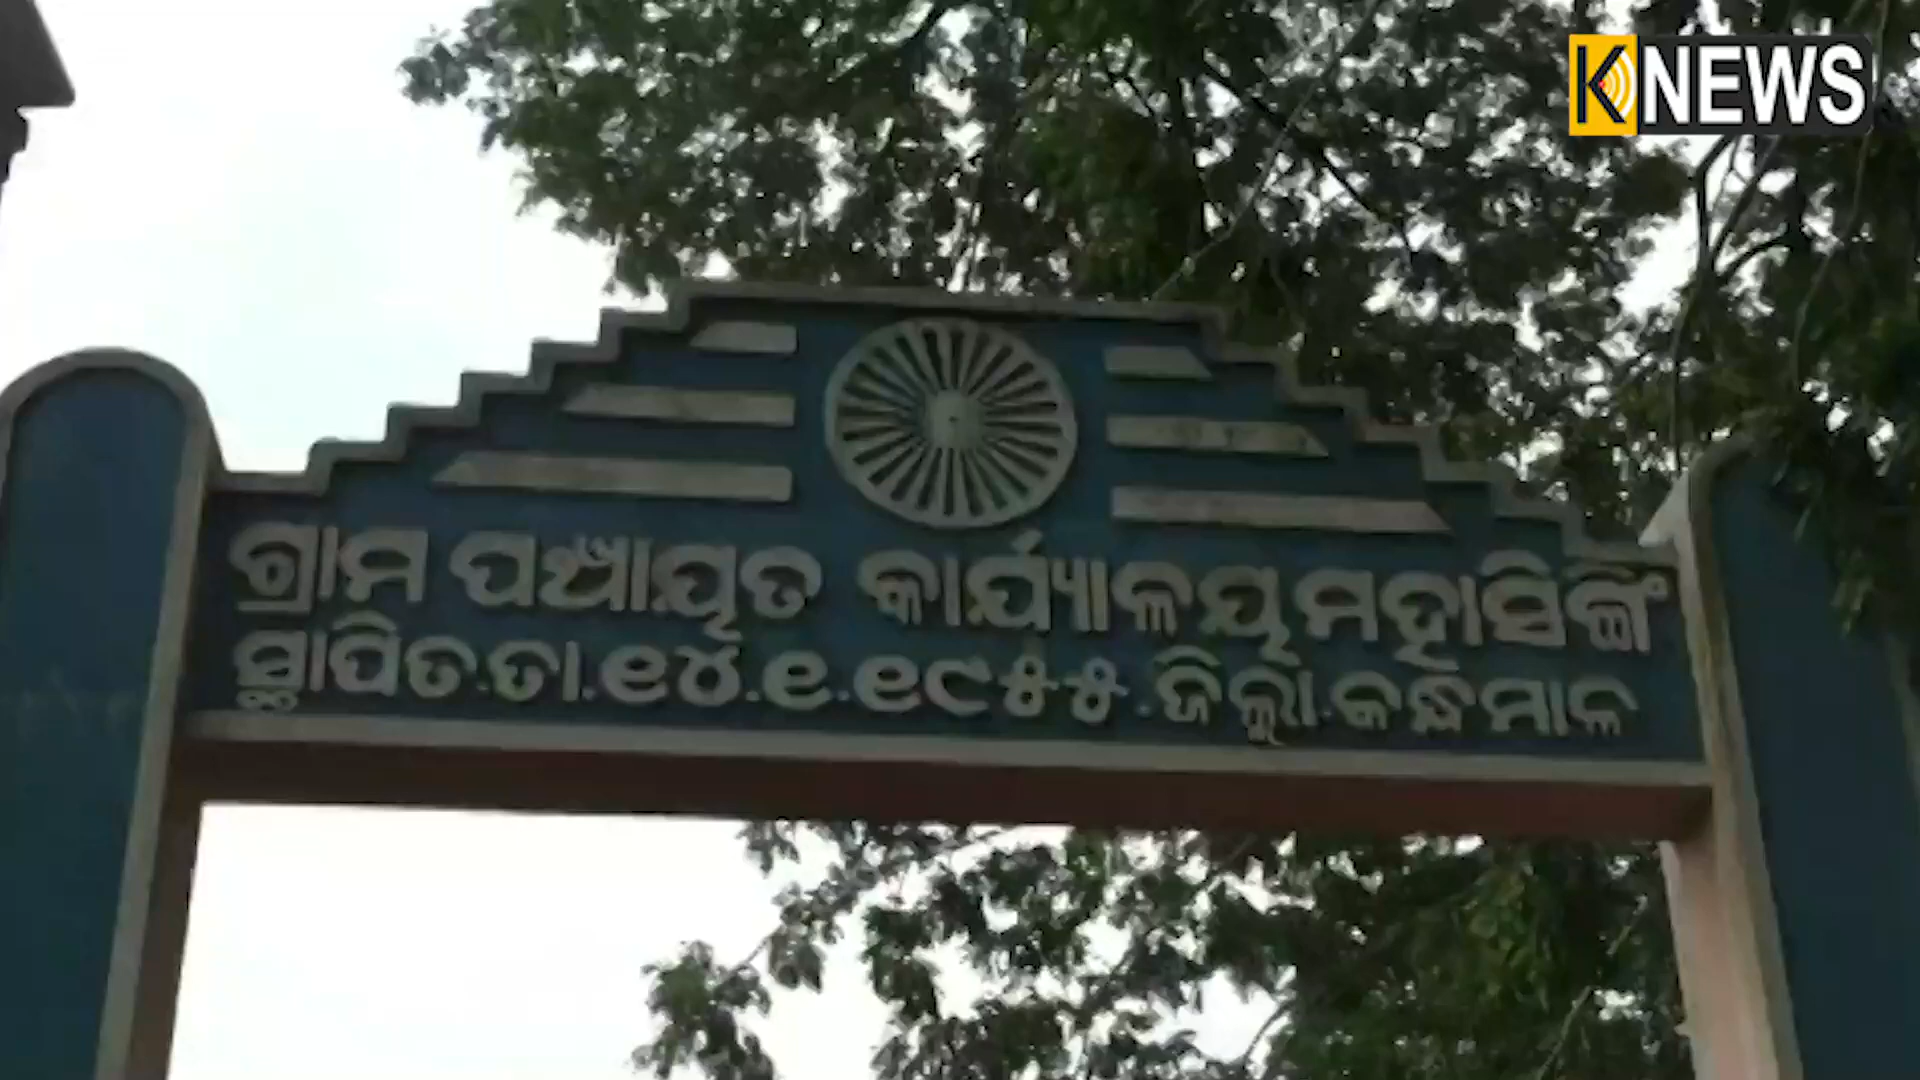 KNEWS
ଗ୍ରାମ ପଞ୍ଚାୟତ କାର୍ଯ୍ୟାଳୟ ମହାସିଙ୍ଗି
ସ୍ଥାପିତ.ତା.୧୪.୧.୧୯୫୫.ଜିଲ୍ଲା.କନ୍ଧମାଳ